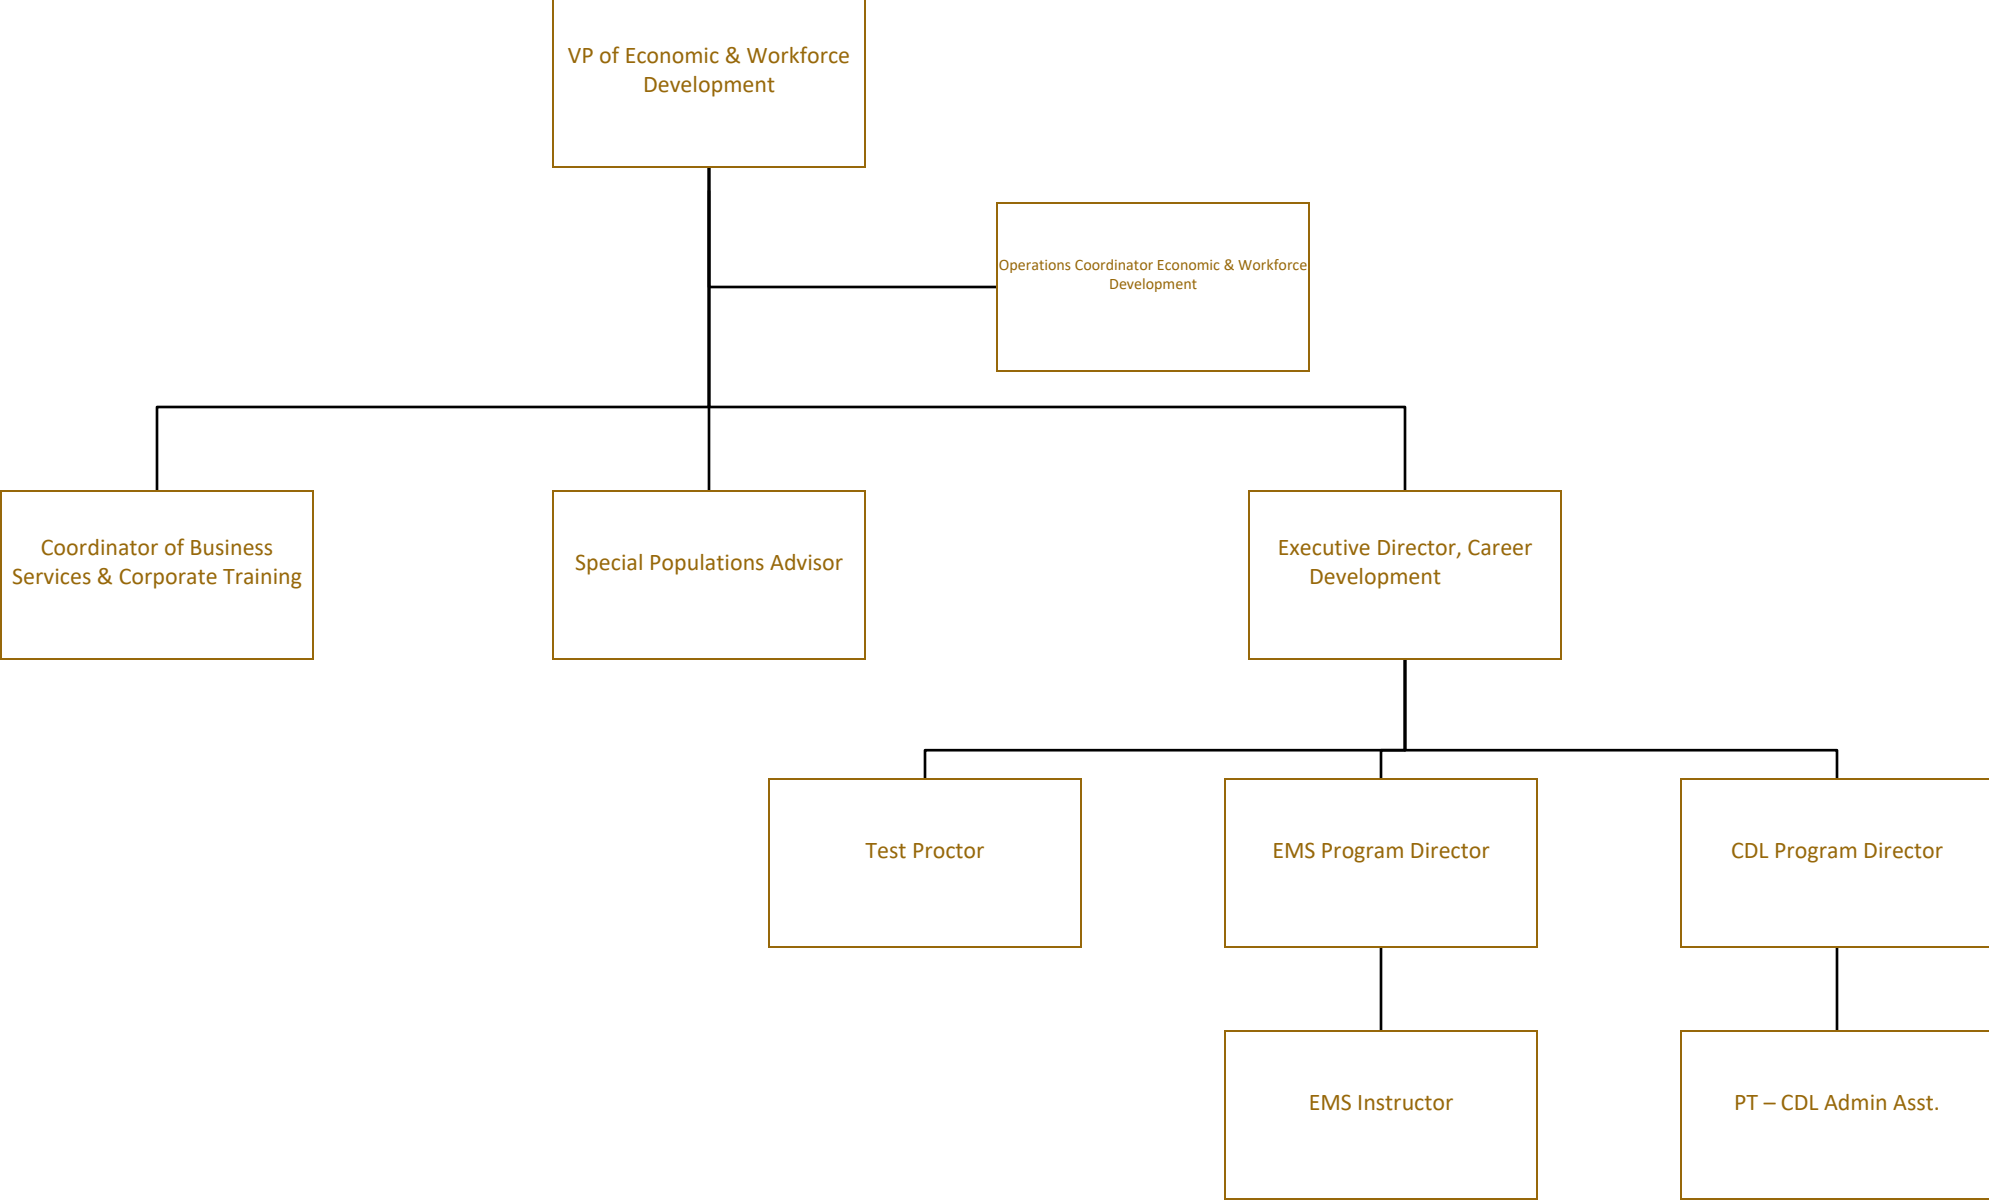 VP of Economic & Workforce
Development
Operations Coordinator Economic & Workforce
Development
Coordinator of Business
Services & Corporate Training
Special Populations Advisor
Executive Director, Career
Development
Test Proctor
EMS Program Director
CDL Program Director
EMS Instructor
PT – CDL Admin Asst.